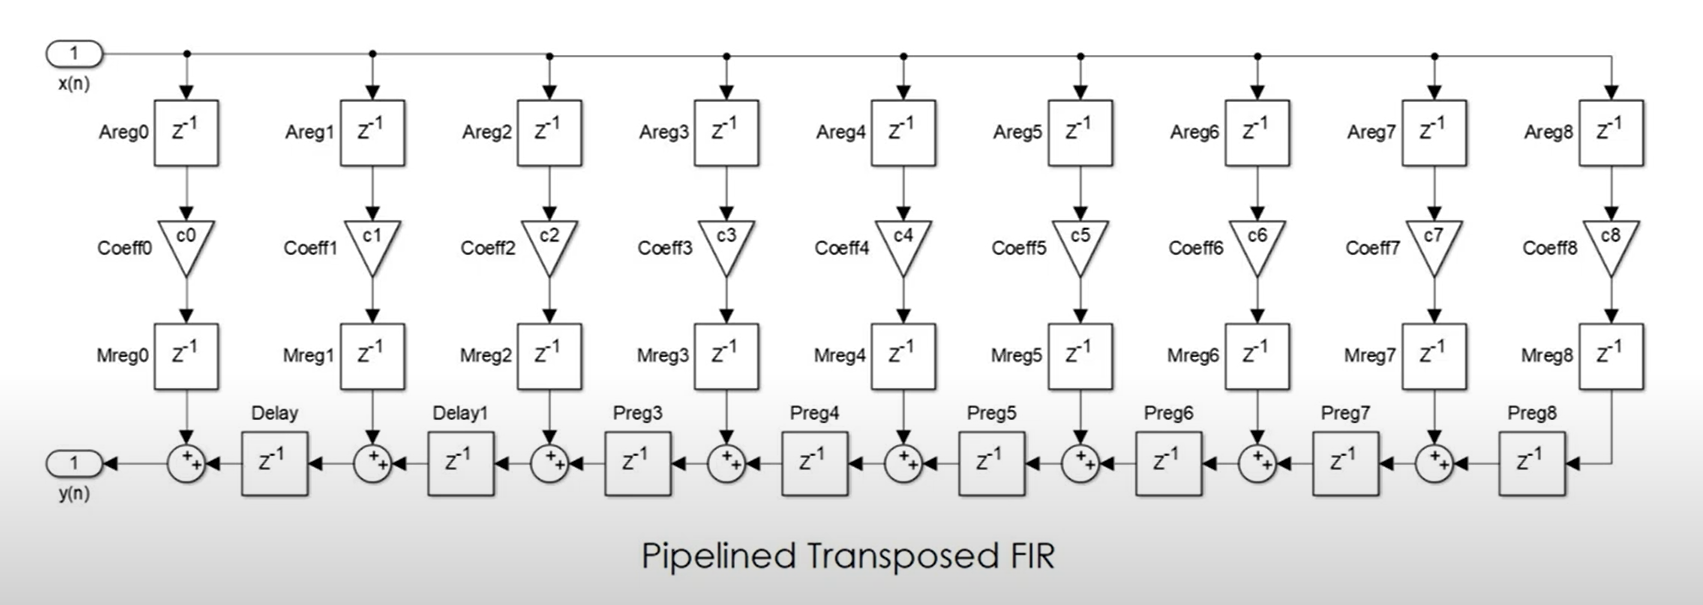 1
x(n)
Areg0 z-1 Areg1 z-1 Areg2 z-1 Areg3 z-1 Areg4 z-1 Areg5 z-1 Areg6 z-1 Areg7 z-1 Areg8 z-1
c0 c1 c2 c3 c4 c5 c6 c7 c8
Coeff0 Coeff1 Coeff2 Coeff3 Coeff4 Coeff5 Coeff6 Coeff7 Coeff8
Mreg0 z-1 Mreg1 z-1 Mreg2 z-1 Mreg3 z-1 Mreg4 z-1 Mreg5 z-1 Mreg6 z-1 Mreg7 z-1 Mreg8 z-1
Delay Delay1 Preg3 Preg4 Preg5 Preg6 Preg7 Preg8
1 ++ z-1 ++ z-1 ++ z-1 ++ z-1 ++ z-1 ++ z-1 ++ z-1 ++ z-1
y(n)
Pipelined Transposed FIR